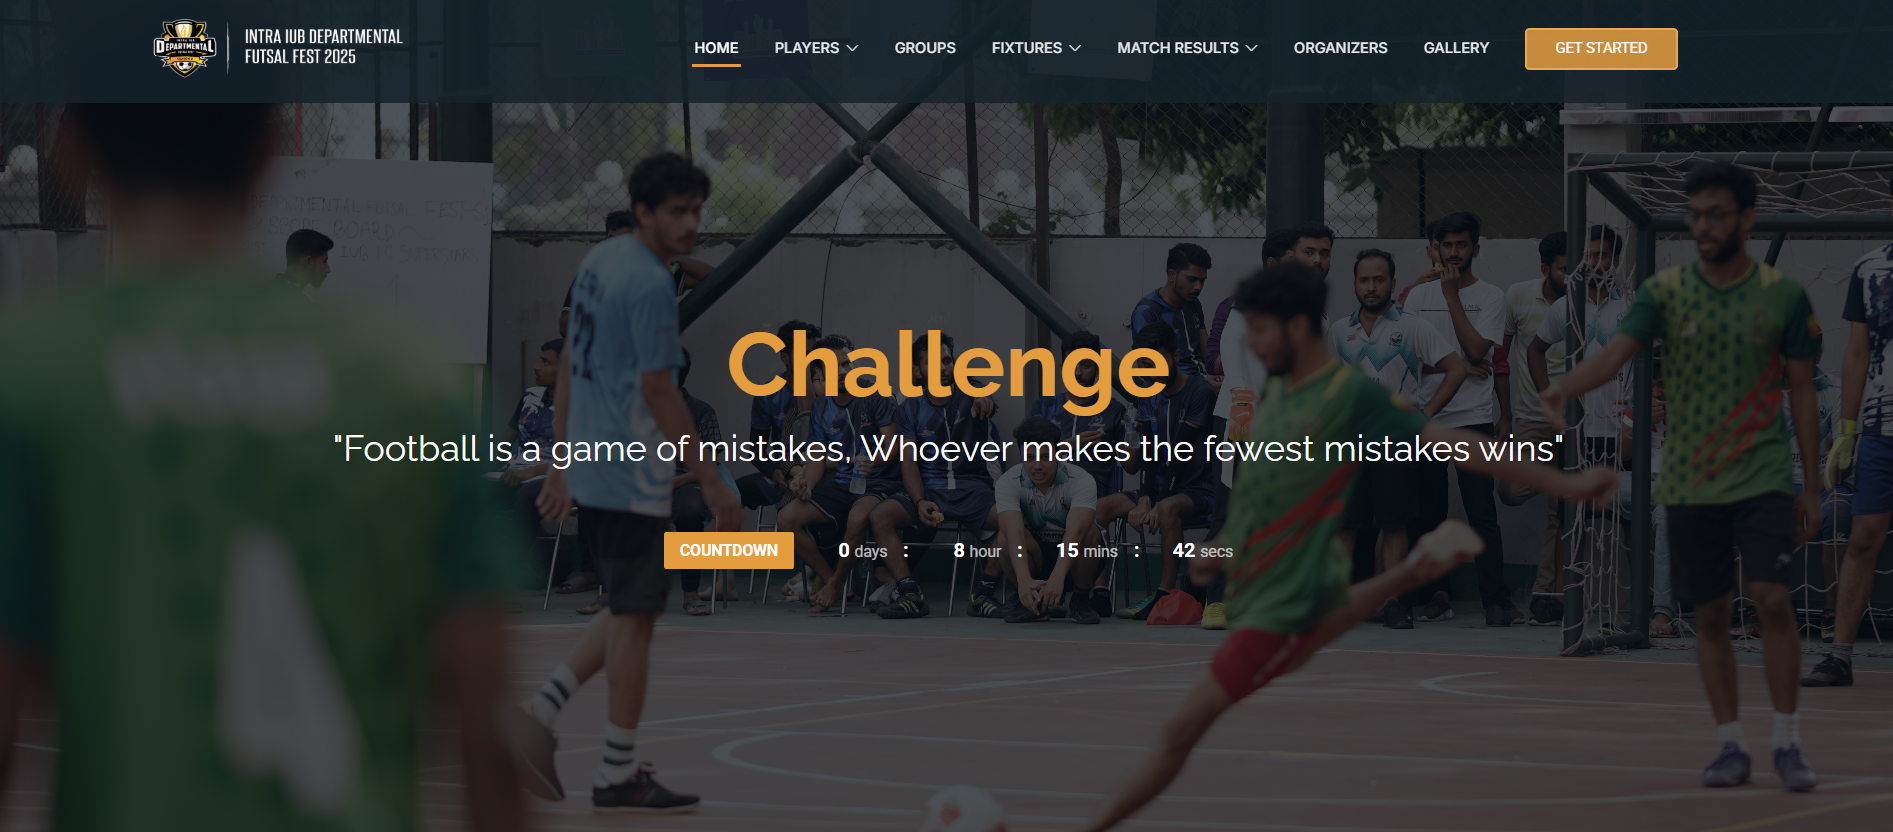 DEPARTMENTAL
INTRA IUB DEPARTMENTAL
FUTSAL FEST 2025
HOME PLAYERS GROUPS FIXTURES MATCH RESULTS ORGANIZERS GALLERY GET STARTED
SCORE BOARD
Challenge
"Football is a game of mistakes, Whoever makes the fewest mistakes wins"
COUNTDOWN 0 days : 8 hour : 15 mins : 42 secs